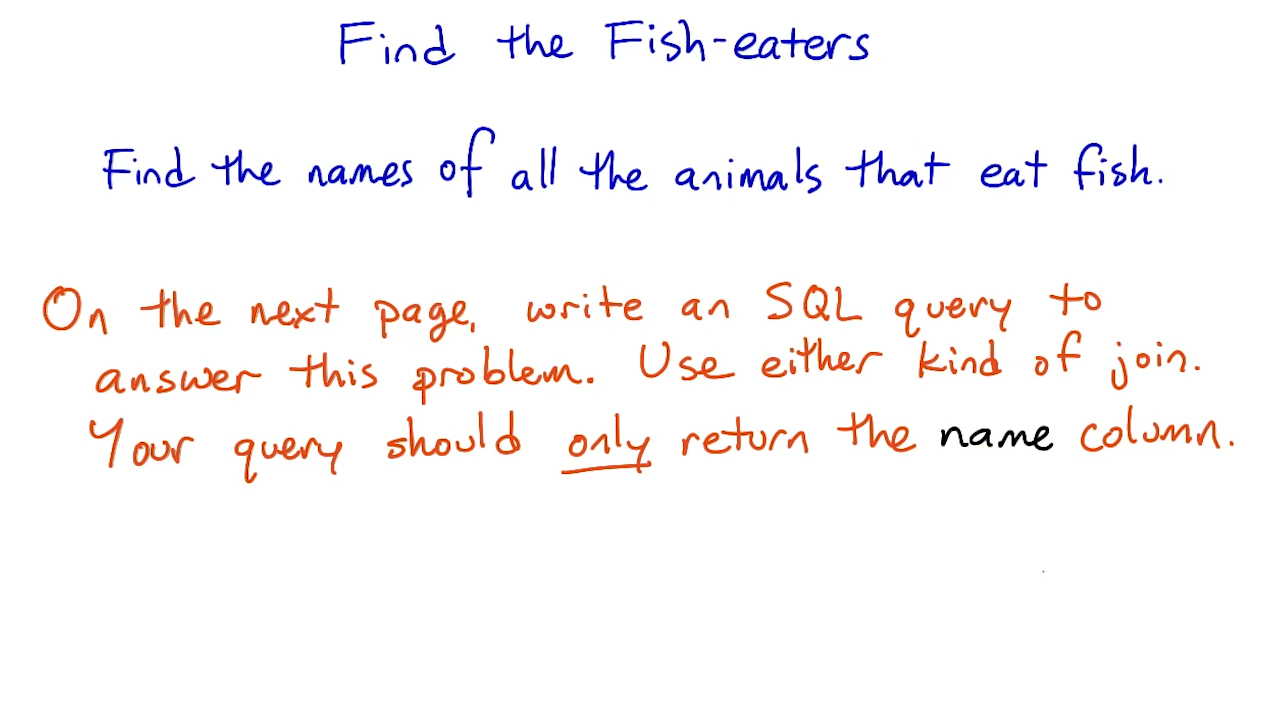 Find the Fish-eaters
Find the names of all the animals that eat fish.
On the next page, write an SQL query to
answer this problem. Use either kind of join.
Your query should only return the name column.